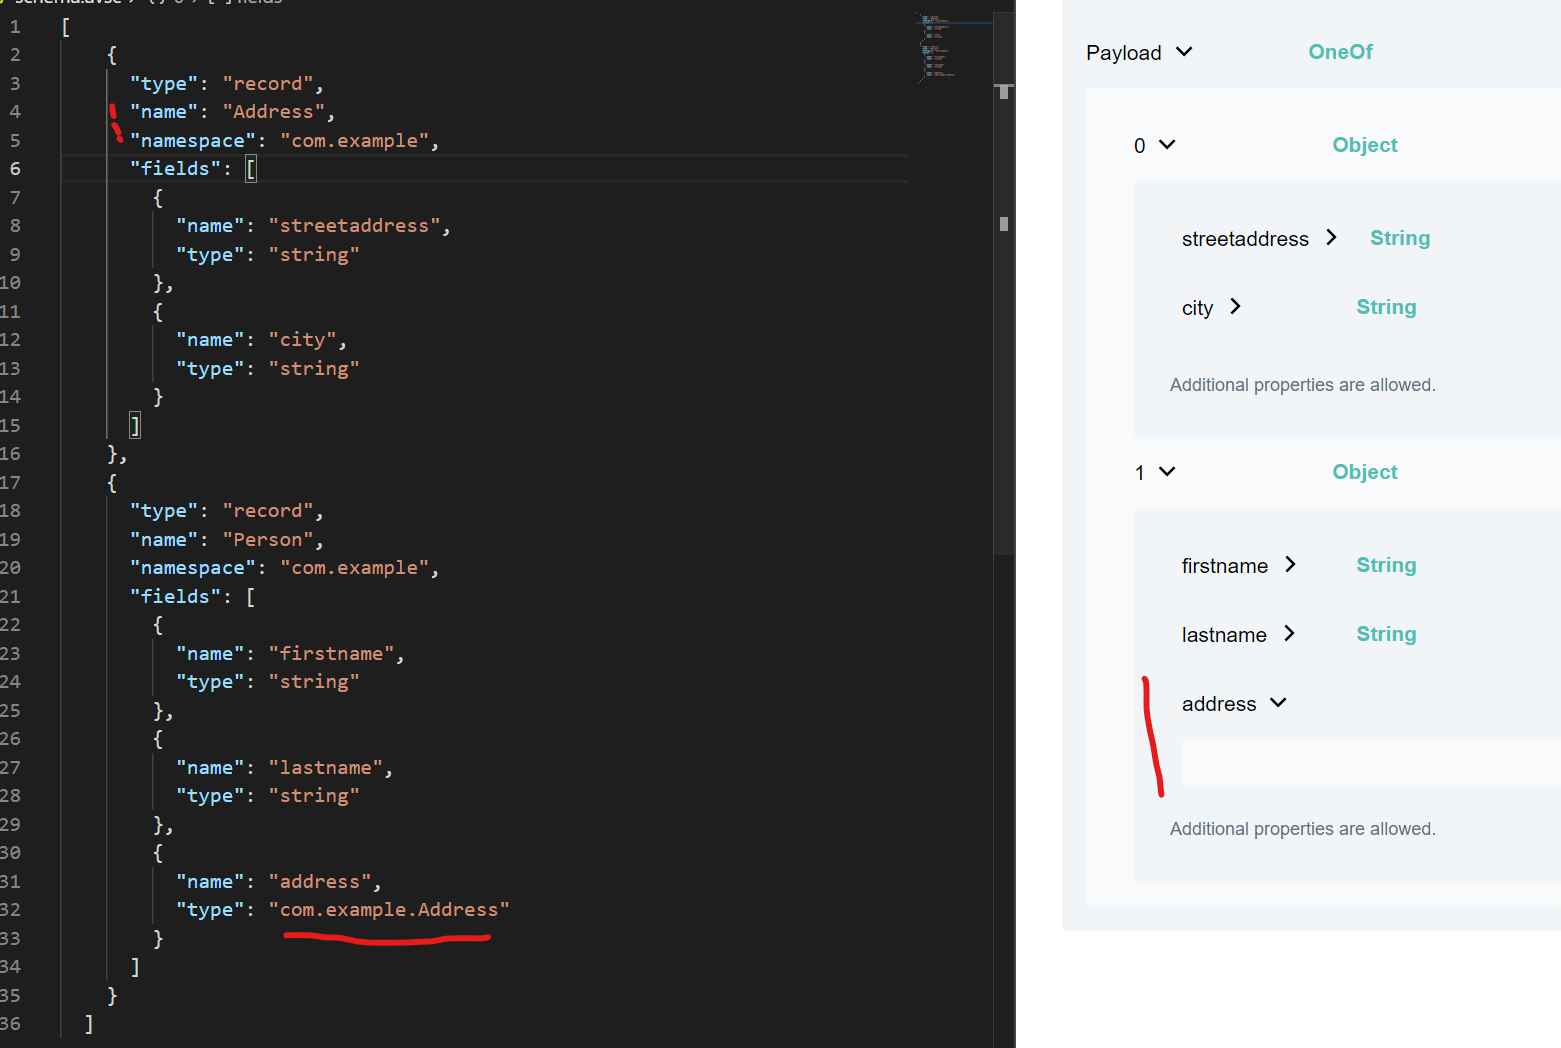 schema.avsc > {} 0 > [ ] fields
1 [
2 {
3 "type": "record",
4 "name": "Address",
5 "namespace": "com.example",
6 "fields": [
7 {
8 "name": "streetaddress",
9 "type": "string"
10 },
11 {
12 "name": "city",
13 "type": "string"
14 }
15 ]
16 },
17 {
18 "type": "record",
19 "name": "Person",
20 "namespace": "com.example",
21 "fields": [
22 {
23 "name": "firstname",
24 "type": "string"
25 },
26 {
27 "name": "lastname",
28 "type": "string"
29 },
30 {
31 "name": "address",
32 "type": "com.example.Address"
33 }
34 ]
35 }
36 ]
Payload OneOf
0 Object
streetaddress String
city String
Additional properties are allowed.
1 Object
firstname String
lastname String
address
Additional properties are allowed.